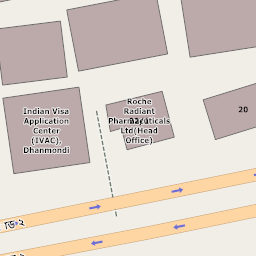 Indian Visa
Application
Center
(IVAC),
Dhanmondi
Roche
Radiant
Pharmaceuticals
Ltd(Head
Office)
20